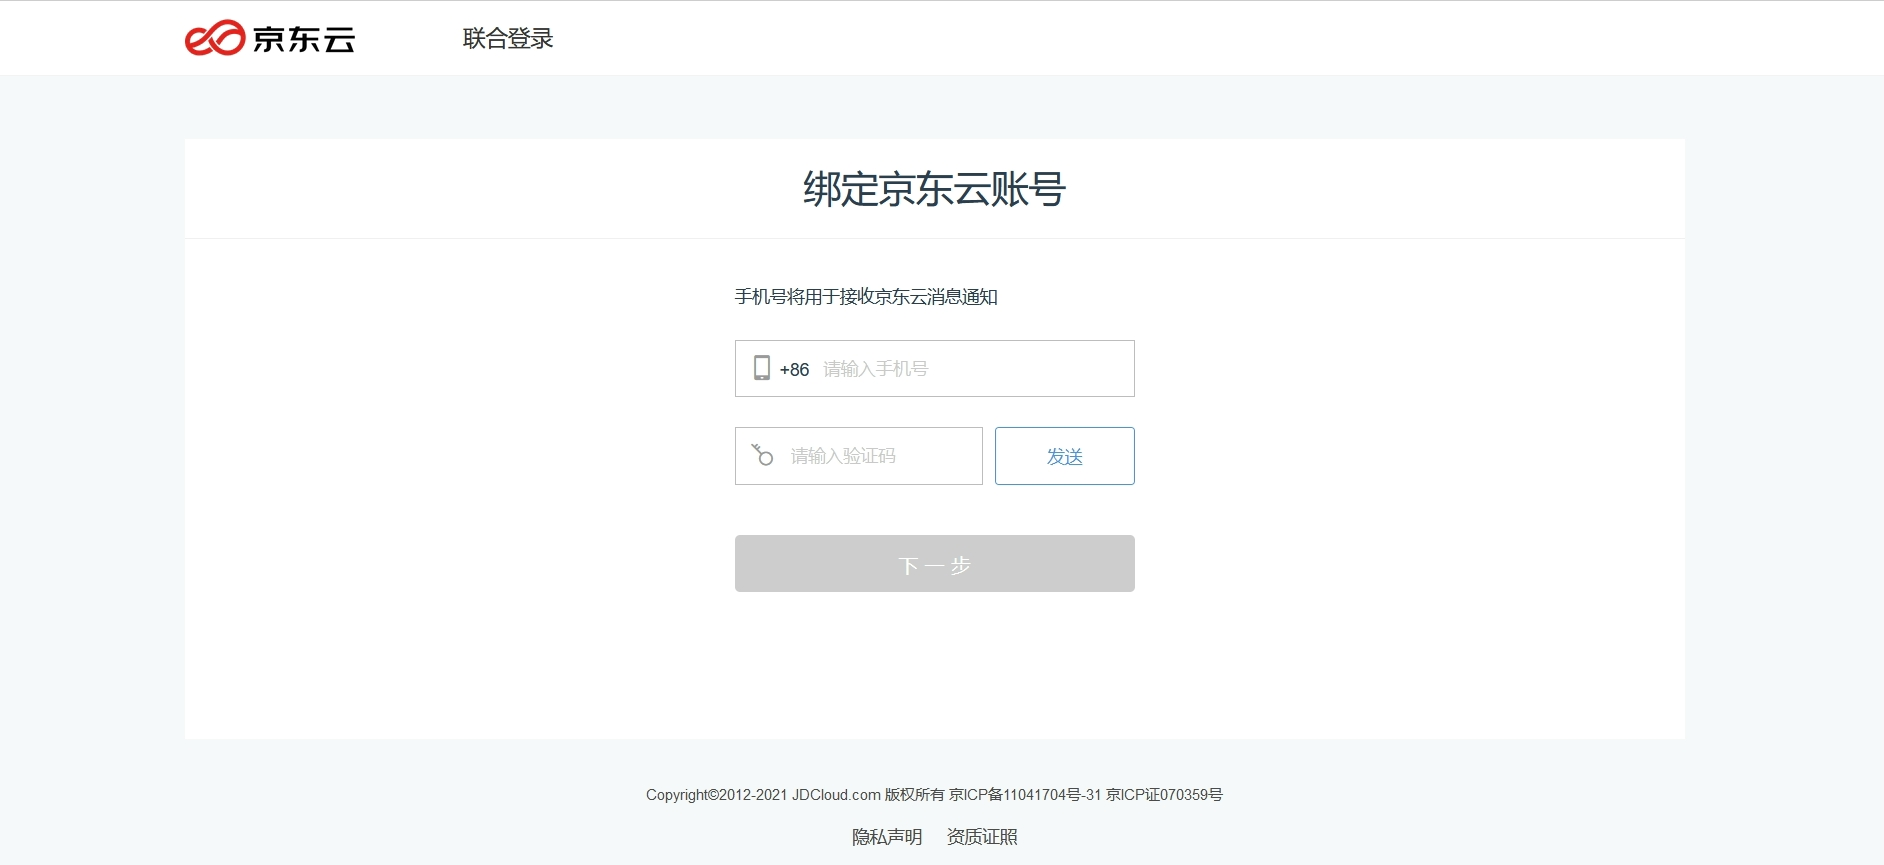 京东云 联合登录
绑定京东云账号
手机号将用于接收京东云消息通知
+86 请输入手机号
请输入验证码 发送
下一步
Copyright©2012-2021 JDCloud.com 版权所有 京ICP备11041704号-31 京ICP证070359号
隐私声明 资质证照